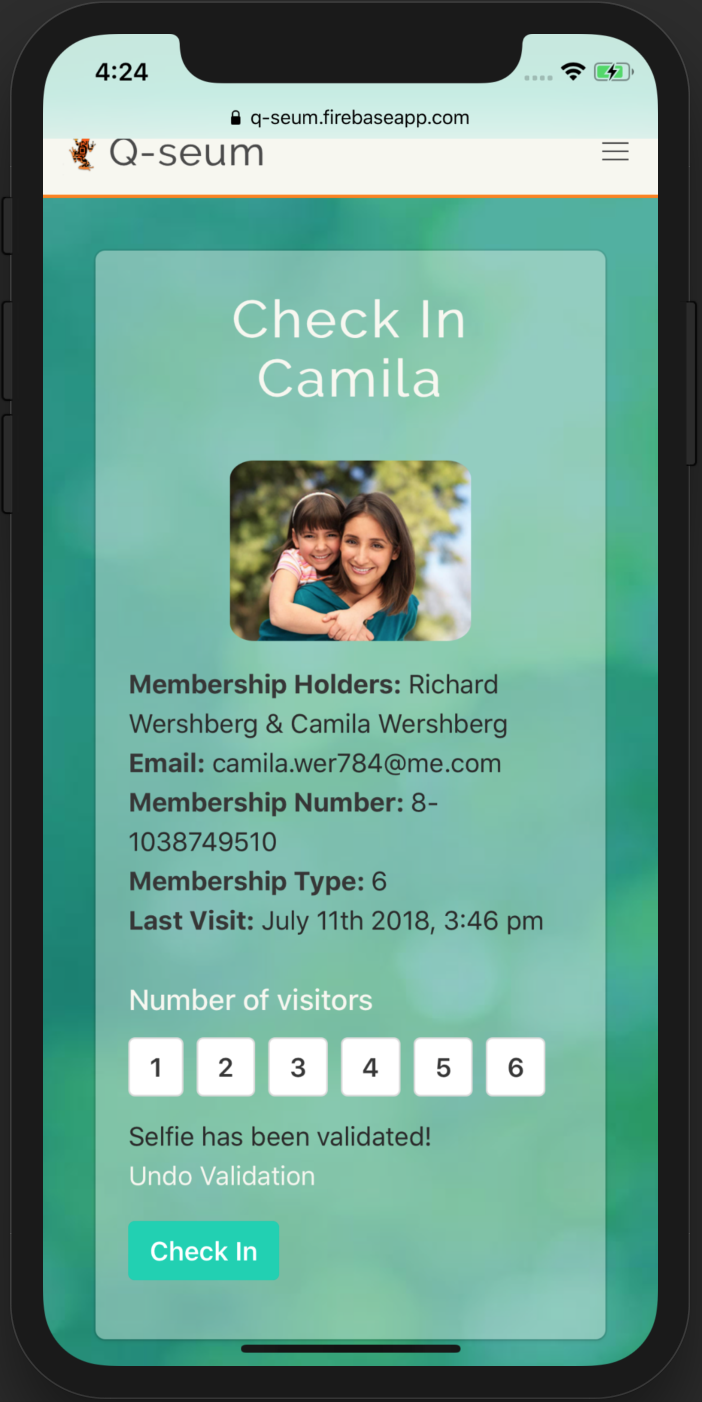 4:24
q-seum.firebaseapp.com
Q-seum
Check In
Camila
Membership Holders: Richard
Wershberg & Camila Wershberg
Email: camila.wer784@me.com
Membership Number: 8-
1038749510
Membership Type: 6
Last Visit: July 11th 2018, 3:46 pm
Number of visitors
1 2 3 4 5 6
Selfie has been validated!
Undo Validation
Check In